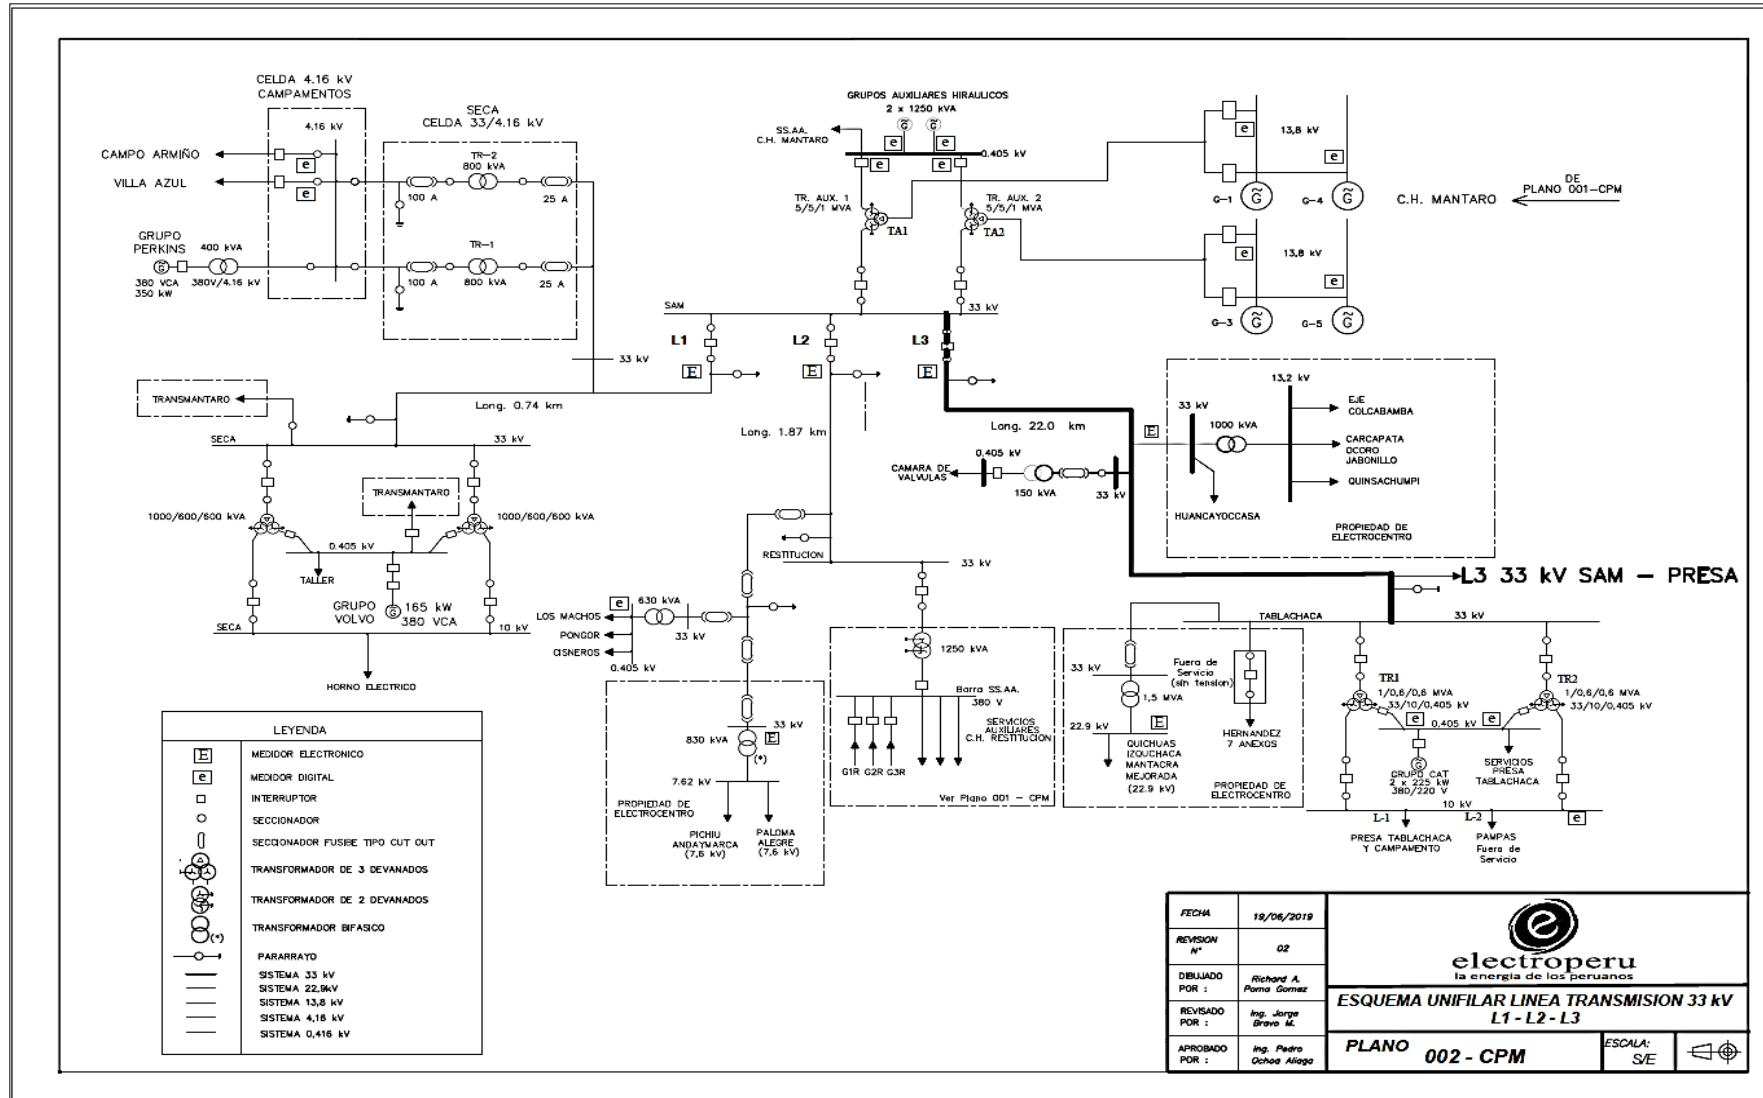 CELDA 4.16 kV
CAMPAMENTOS
4.16 kV
CAMPO ARMIÑO
VILLA AZUL
e
e
GRUPO
PERKINS
400 kVA
380 VCA
350 kW
380V/4.16 kV
SECA
CELDA 33/4.16 kV
TR-2
800 kVA
100 A
25 A
TR-1
800 kVA
100 A
25 A
33 kV
GRUPOS AUXILIARES HIRAULICOS
2 x 1250 kVA
SS.AA.
C.H. MANTARO
e
e
e
e
0.405 kV
TR. AUX. 1
5/5/1 MVA
TA1
TR. AUX. 2
5/5/1 MVA
TA2
13,8 kV
e
e
G-1
G-4
13,8 kV
e
e
G-3
G-5
C.H. MANTARO
DE
PLANO 001-CPM
SAM
33 kV
L1
L2
L3
E
E
E
TRANSMANTARO
Long. 0.74 km
Long. 1.87 km
Long. 22.0 km
SECA
33 kV
TRANSMANTARO
1000/600/600 kVA
1000/600/600 kVA
0.405 kV
TALLER
GRUPO
VOLVO
165 kW
380 VCA
SECA
10 kV
HORNO ELECTRICO
CAMARA DE
VALVULAS
0,405 kV
150 kVA
33 kV
E
33 kV
1000 kVA
13,2 kV
EJE
COLCABAMBA
CARCAPATA
OCORO
JABONILLO
QUINSACHUMPI
HUANCAYOCCASA
PROPIEDAD DE
ELECTROCENTRO
RESTITUCION
33 kV
e
630 kVA
LOS MACHOS
PONGOR
CISNEROS
33 kV
0.405 kV
33 kV
830 kVA
E
(*)
7.62 kV
PROPIEDAD DE
ELECTROCENTRO
PICHIU
ANDAYMARCA
(7,6 kV)
PALOMA
ALEGRE
(7,6 kV)
1250 kVA
Barra SS.AA.
380 V
SERVICIOS
AUXILIARES
C.H. RESTITUCION
G1R
G2R
G3R
Ver Plano 001 - CPM
L3 33 kV SAM - PRESA
TABLACHACA
33 kV
33 kV
1,5 MVA
22.9 kV
E
QUICHUAS
IZCUCHACA
MANTACRA
MEJORADA
(22.9 kV)
Fuera de
Servicio
(sin tension)
HERNANDEZ
7 ANEXOS
PROPIEDAD DE
ELECTROCENTRO
TR1
1/0,6/0,6 MVA
33/10/0,405 kV
TR2
1/0,6/0,6 MVA
33/10/0,405 kV
e
e
0,405 kV
GRUPO CAT
2 x 225 kW
380/220 V
SERVICIOS
PRESA
TABLACHACA
10 kV
L-1
L-2
e
PRESA TABLACHACA
Y CAMPAMENTO
PAMPAS
Fuera de
Servicio
LEYENDA
E MEDIDOR ELECTRONICO
e MEDIDOR DIGITAL
INTERRUPTOR
SECCIONADOR
SECCIONADOR FUSIBE TIPO CUT OUT
TRANSFORMADOR DE 3 DEVANADOS
TRANSFORMADOR DE 2 DEVANADOS
TRANSFORMADOR BIFASICO
(*)
PARARRAYO
SISTEMA 33 kV
SISTEMA 22,9kV
SISTEMA 13,8 kV
SISTEMA 4,16 kV
SISTEMA 0,416 kV
FECHA 19/06/2019
REVISION
N° 02
DIBUJADO
POR :
Richard A.
Poma Gomez
REVISADO
POR :
Ing. Jorge
Bravo M.
APROBADO
POR :
Ing. Pedro
Ochoa Aliaga
electroperu
la energia de los peruanos
ESQUEMA UNIFILAR LINEA TRANSMISION 33 kV
L1 - L2 - L3
PLANO 002 - CPM
ESCALA:
S/E